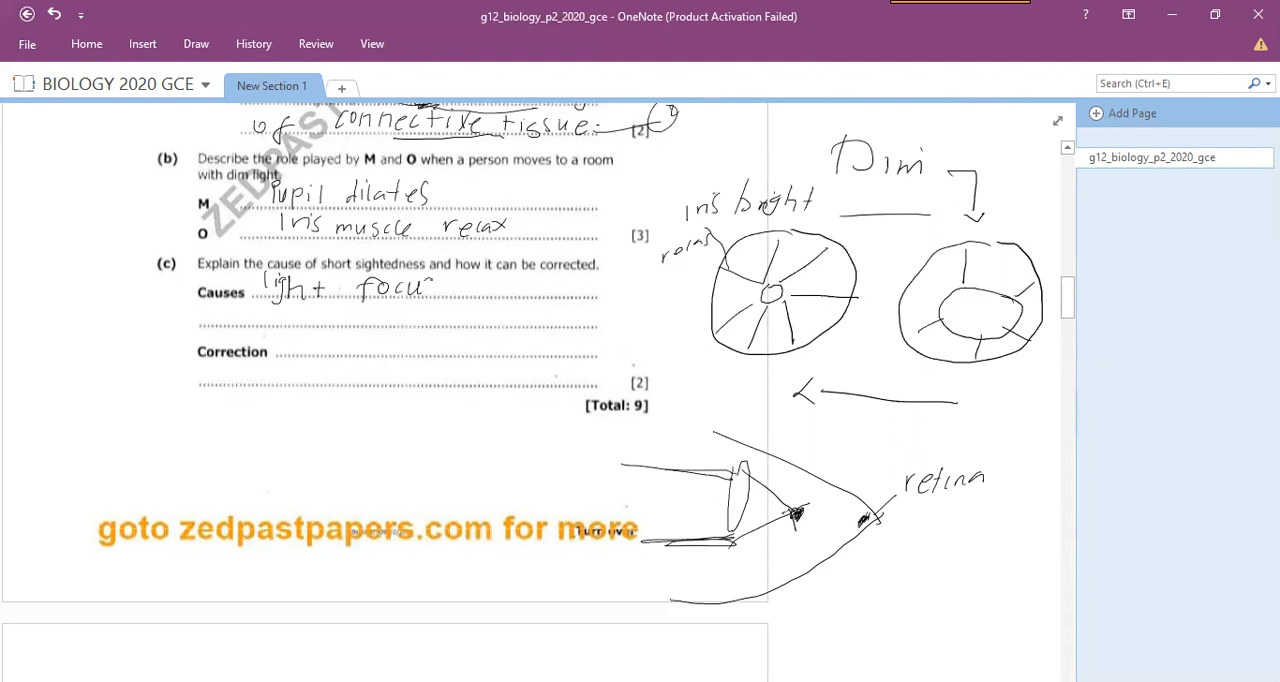 g12_biology_p2_2020_gce - OneNote (Product Activation Failed)
File Home Insert Draw History Review View
BIOLOGY 2020 GCE
New Section 1
Search (Ctrl+E)
Add Page
g12_biology_p2_2020_gce
of connective tissue. [2]
(b) Describe the role played by M and O when a person moves to a room
with dim light.
M Pupil dilates
O Iris muscle relax [3]
(c) Explain the cause of short sightedness and how it can be corrected.
Causes light focu
Correction
[2]
[Total: 9]
Dim
Iris bright
retina
ZEDPAST
goto zedpastpapers.com for more
Turn over